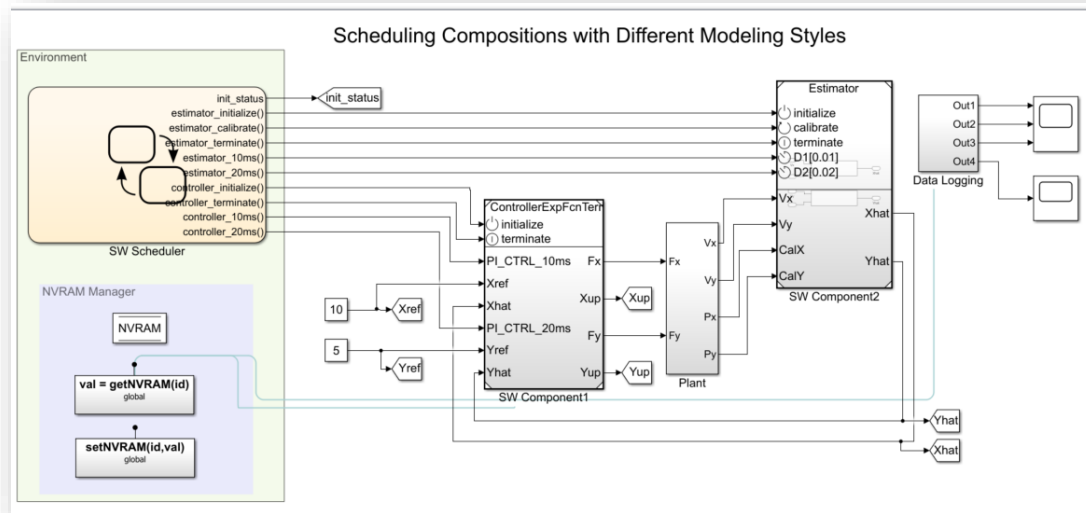 Scheduling Compositions with Different Modeling Styles
Environment
init_status
estimator_initialize()
estimator_calibrate()
estimator_terminate()
estimator_10ms()
estimator_20ms()
controller_initialize()
controller_terminate()
controller_10ms()
controller_20ms()
SW Scheduler
init_status
NVRAM Manager
NVRAM
val = getNVRAM(id)
global
setNVRAM(id,val)
global
10
Xref
5
Yref
ControllerExpFcnTerm
initialize
terminate
PI_CTRL_10ms
Xref
Xhat
PI_CTRL_20ms
Yref
Yhat
Fx
Xup
Fy
Yup
SW Component1
Xup
Yup
Fx
Fy
Vx
Vy
Px
Py
Plant
Estimator
initialize
calibrate
terminate
D1[0.01]
D2[0.02]
Vx
Vy
CalX
CalY
Xhat
Yhat
SW Component2
Out1
Out2
Out3
Out4
Data Logging
Yhat
Xhat